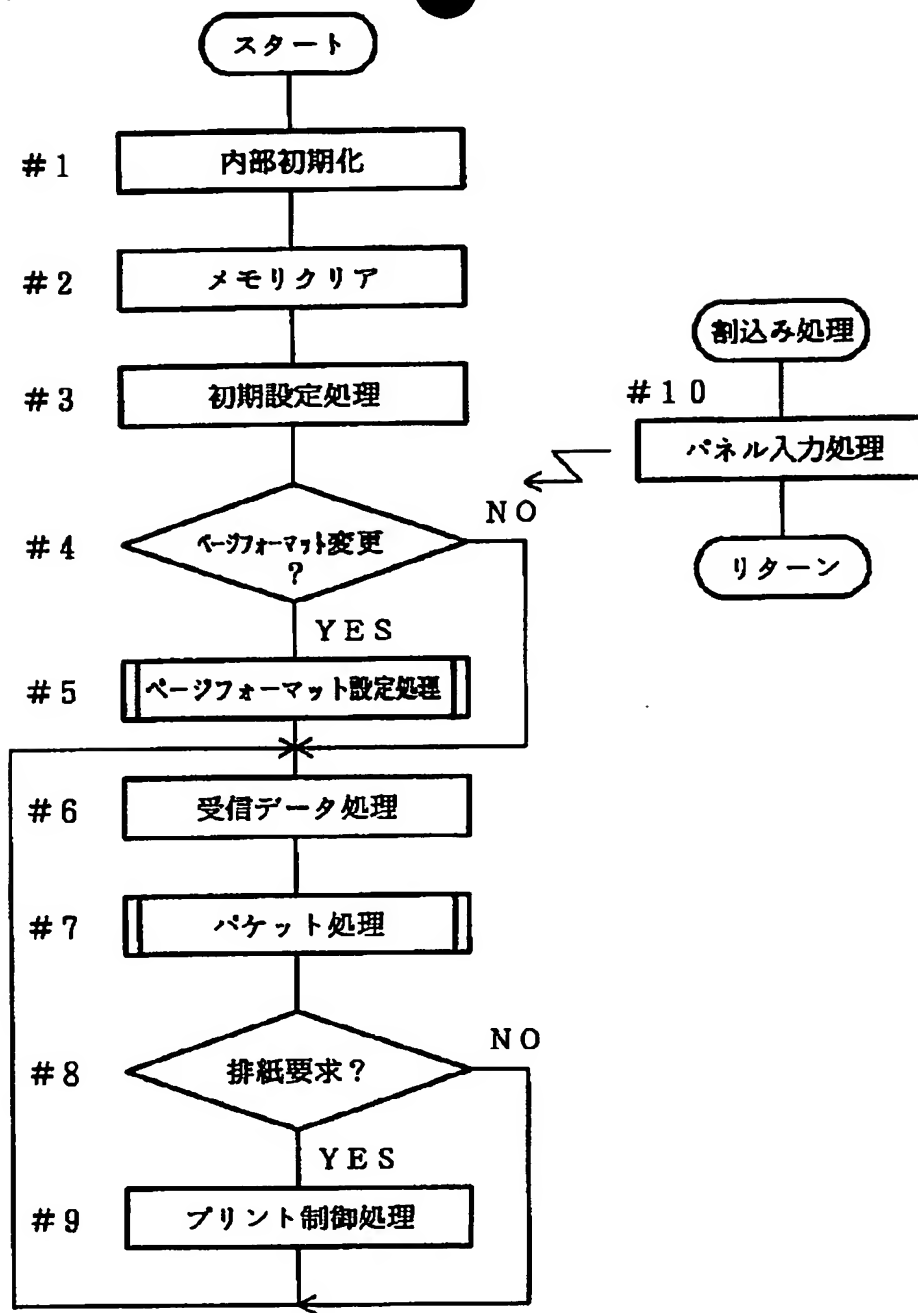 スタート
#1 内部初期化
#2 メモリクリア
#3 初期設定処理
#4 ページフォーマット変更
?
NO
YES
#5 ページフォーマット設定処理
#6 受信データ処理
#7 パケット処理
#8 排紙要求?
NO
YES
#9 プリント制御処理
割込み処理
#10
パネル入力処理
リターン